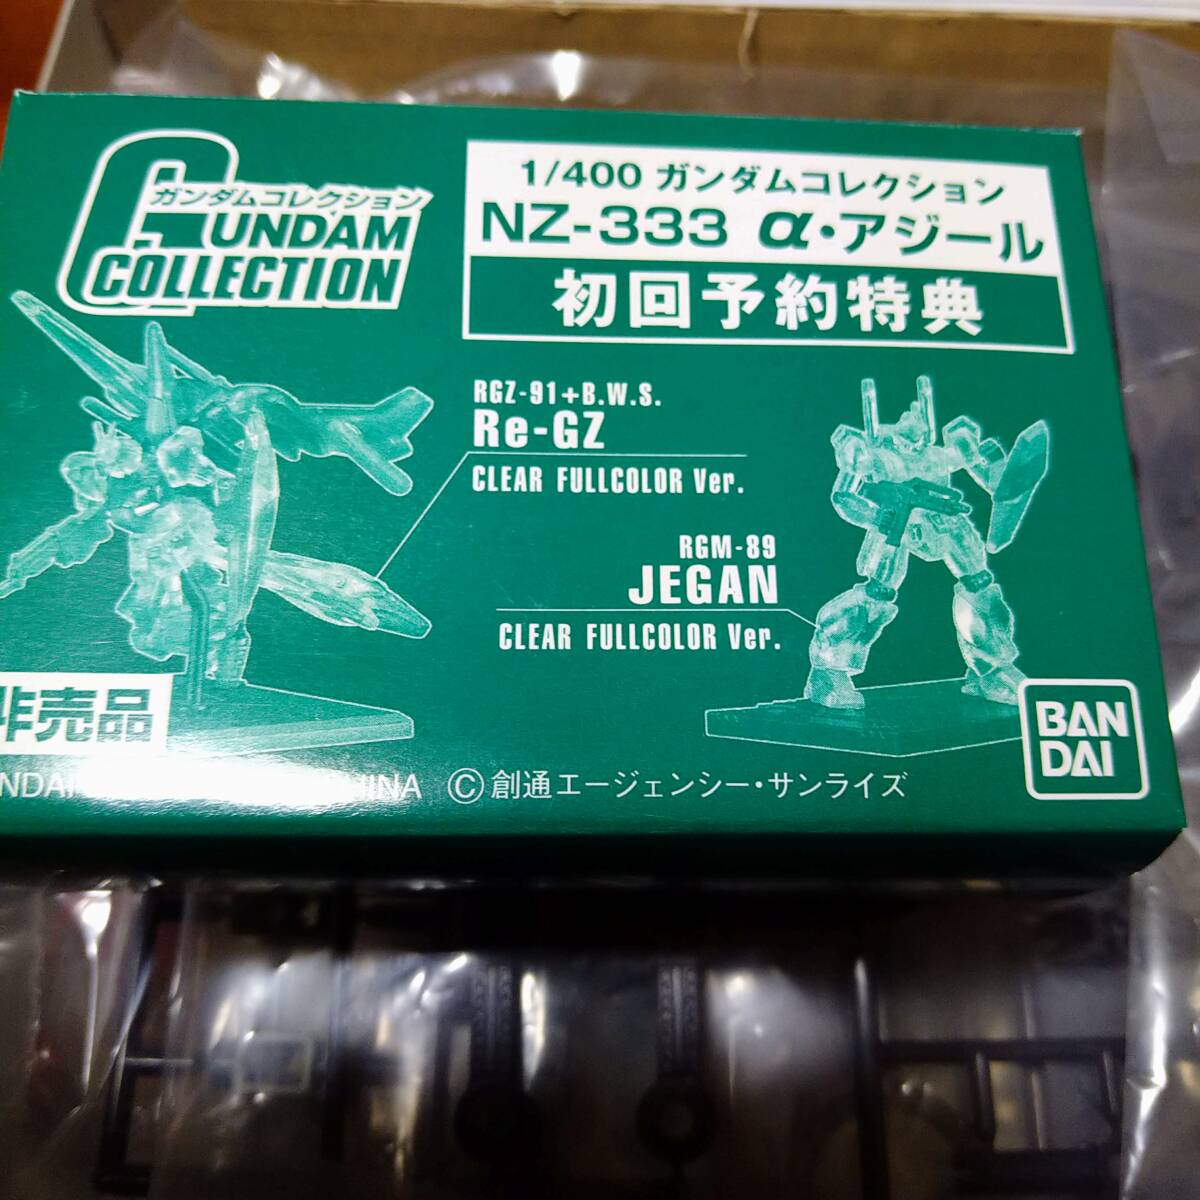 ガンダムコレクション
GUNDAM
COLLECTION
1/400 ガンダムコレクション
NZ-333 α・アジール
初回予約特典
RGZ-91+B.W.S.
Re-GZ
CLEAR FULLCOLOR Ver.
RGM-89
JEGAN
CLEAR FULLCOLOR Ver.
非売品
BAN
DAI
©創通エージェンシー・サンライズ